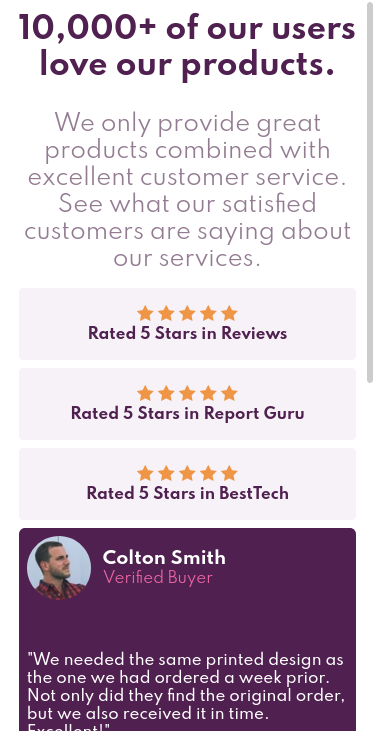 10,000+ of our users
love our products.
We only provide great
products combined with
excellent customer service.
See what our satisfied
customers are saying about
our services.
Rated 5 Stars in Reviews
Rated 5 Stars in Report Guru
Rated 5 Stars in BestTech
Colton Smith
Verified Buyer
"We needed the same printed design as
the one we had ordered a week prior.
Not only did they find the original order,
but we also received it in time.
Excellent!"